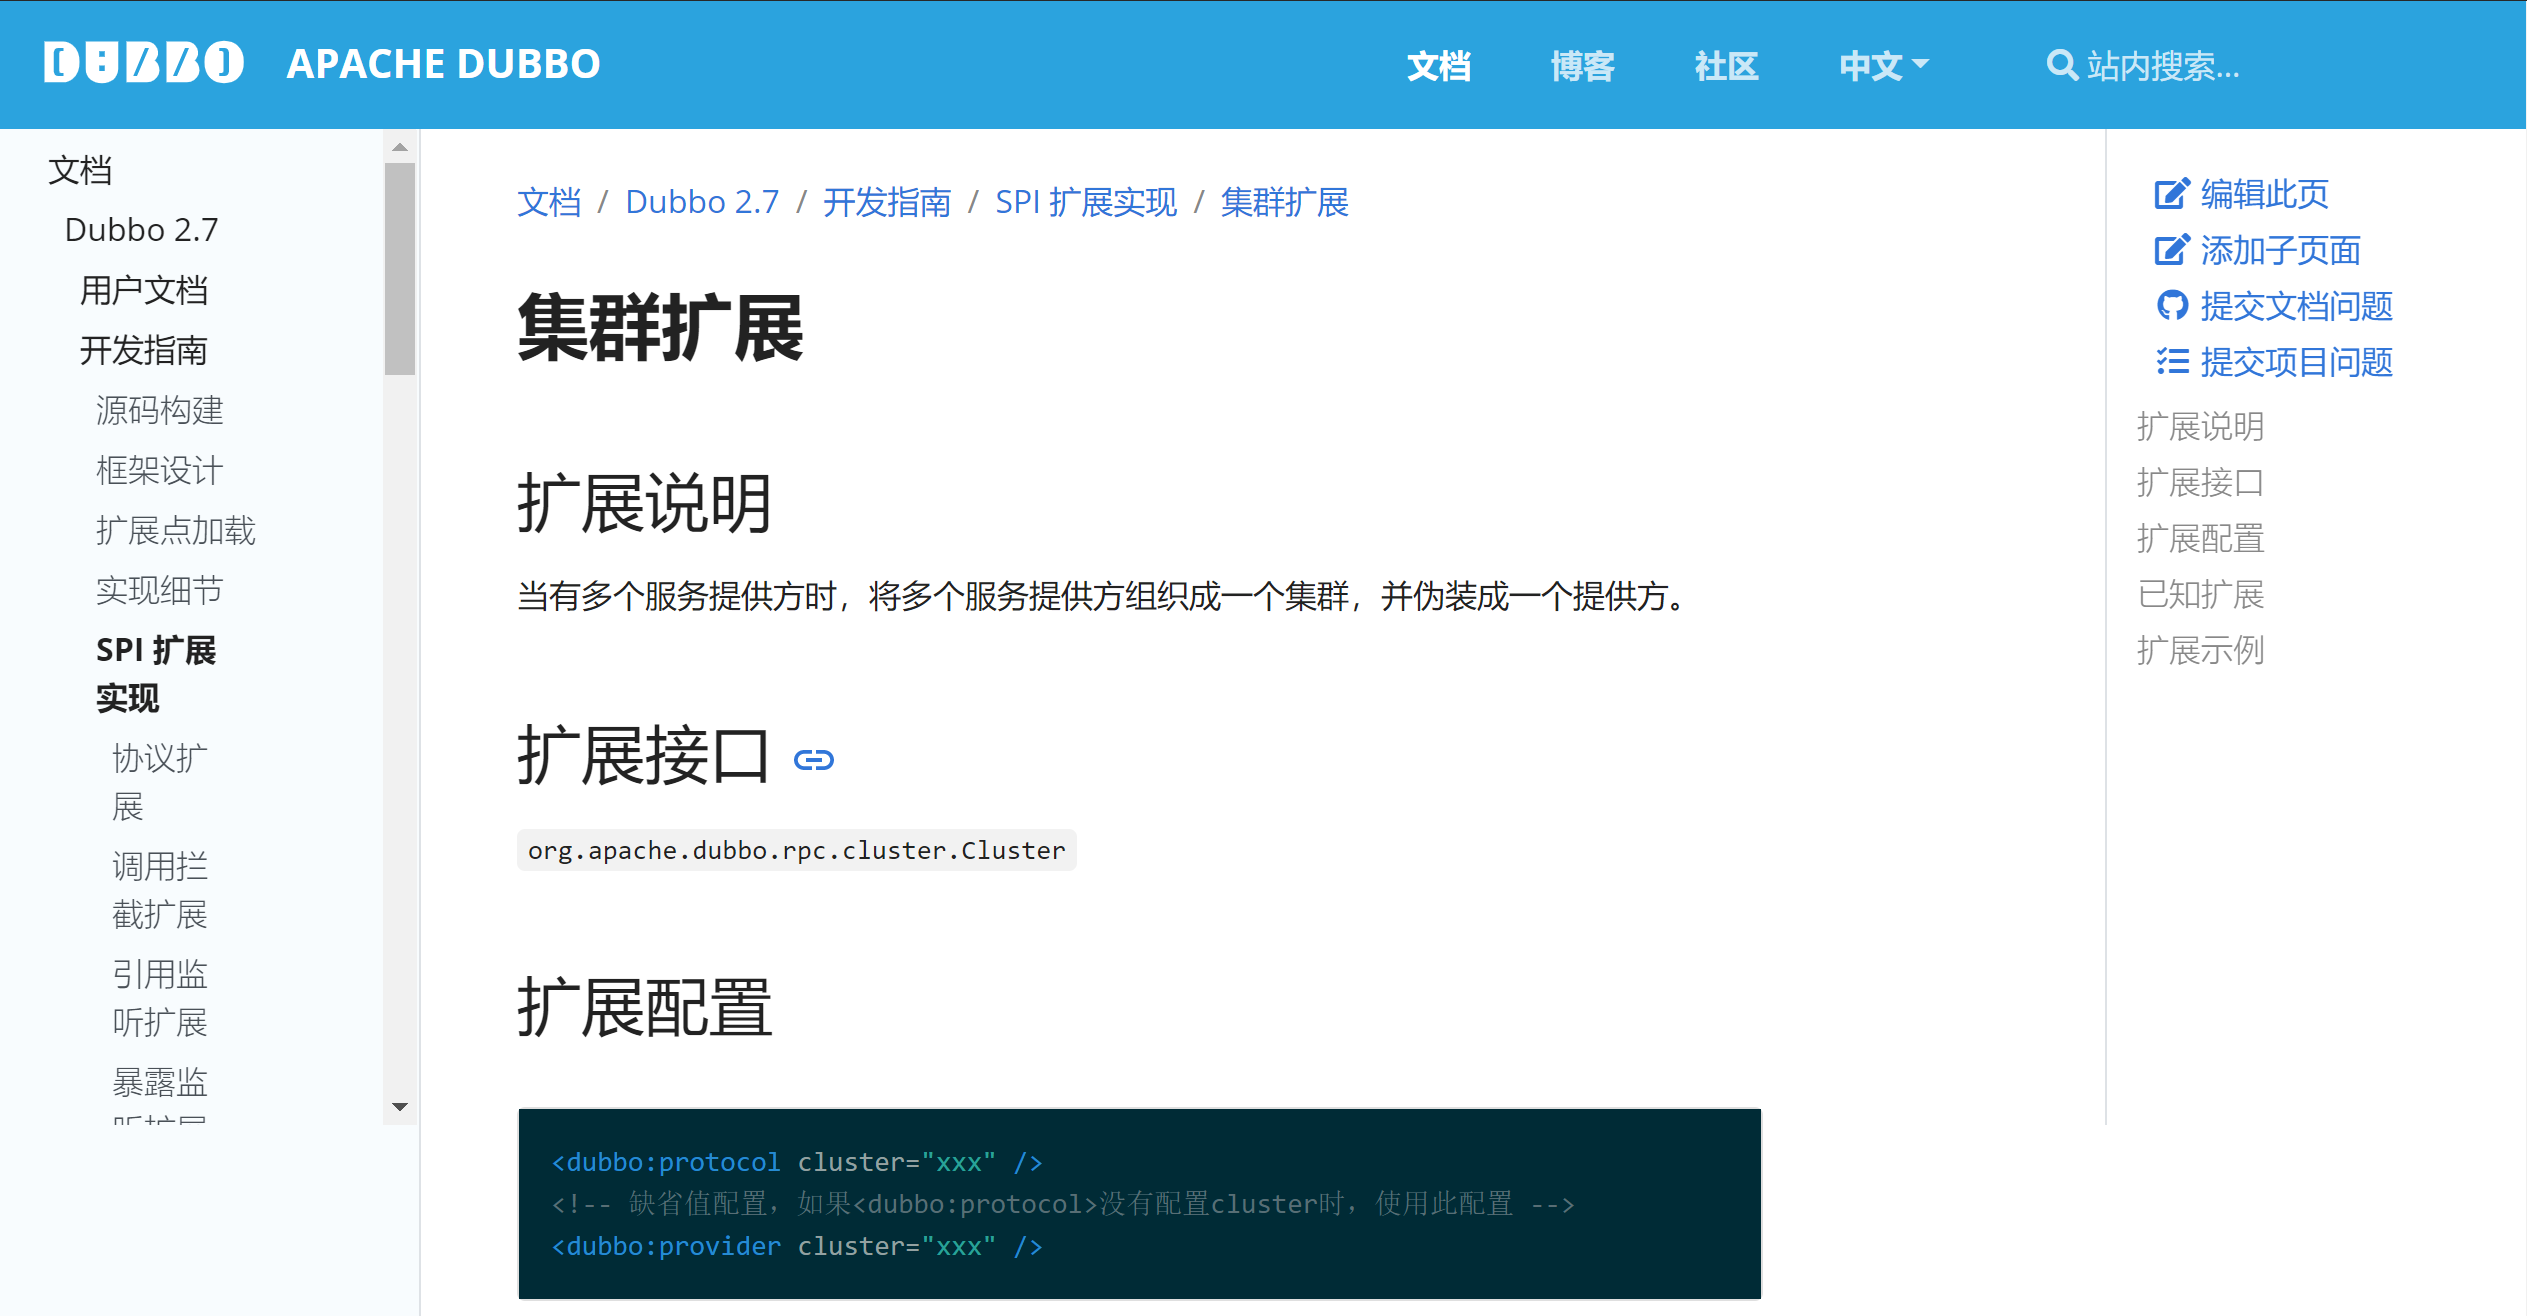 DUBBO APACHE DUBBO 文档 博客 社区 中文 站内搜索...
文档
Dubbo 2.7
用户文档
开发指南
源码构建
框架设计
扩展点加载
实现细节
SPI 扩展
实现
协议扩
展
调用拦
截扩展
引用监
听扩展
暴露监
听扩展
文档 / Dubbo 2.7 / 开发指南 / SPI 扩展实现 / 集群扩展
集群扩展
扩展说明
当有多个服务提供方时，将多个服务提供方组织成一个集群，并伪装成一个提供方。
扩展接口
org.apache.dubbo.rpc.cluster.Cluster
扩展配置
<dubbo:protocol cluster="xxx" />
<!-- 缺省值配置，如果<dubbo:protocol>没有配置cluster时，使用此配置 -->
<dubbo:provider cluster="xxx" />
编辑此页
添加子页面
提交文档问题
提交项目问题
扩展说明
扩展接口
扩展配置
已知扩展
扩展示例